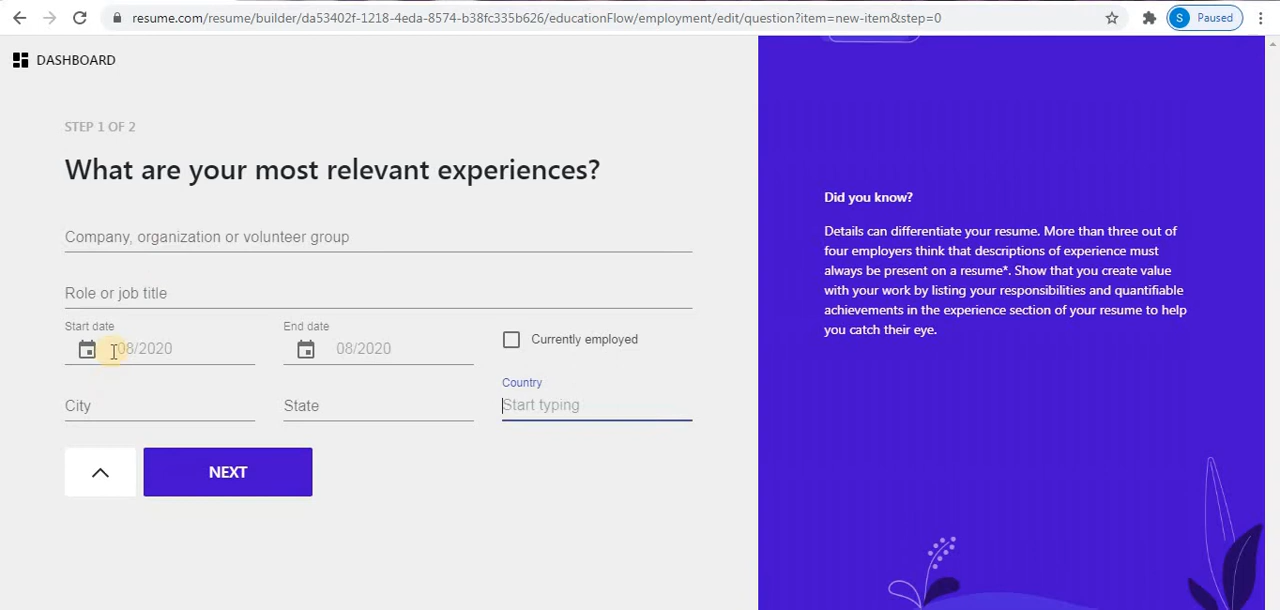 resume.com/resume/builder/da53402f-1218-4eda-8574-b38fc335b626/educationFlow/employment/edit/question?item=new-item&step=0
S Paused
DASHBOARD
STEP 1 OF 2
What are your most relevant experiences?
Company, organization or volunteer group
Role or job title
Start date End date
08/2020 08/2020 Currently employed
Country
City State Start typing
NEXT
Did you know?
Details can differentiate your resume. More than three out of
four employers think that descriptions of experience must
always be present on a resume*. Show that you create value
with your work by listing your responsibilities and quantifiable
achievements in the experience section of your resume to help
you catch their eye.